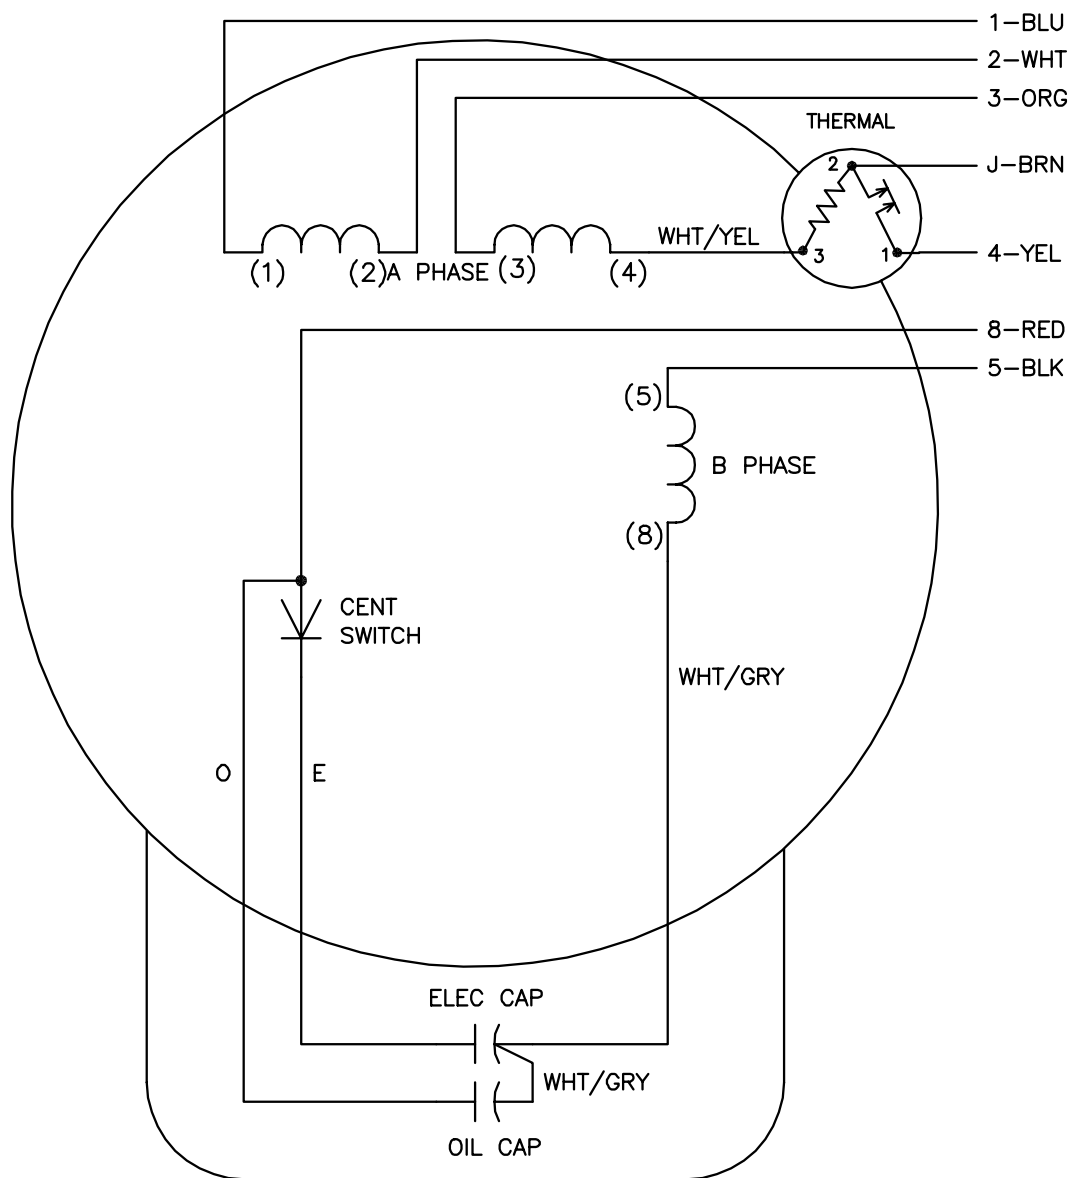 1-BLU
2-WHT
3-ORG
THERMAL
2
J-BRN
WHT/YEL
3
1
4-YEL
(1)
(2)
A PHASE
(3)
(4)
8-RED
5-BLK
(5)
B PHASE
(8)
CENT
SWITCH
WHT/GRY
O
E
ELEC CAP
WHT/GRY
OIL CAP